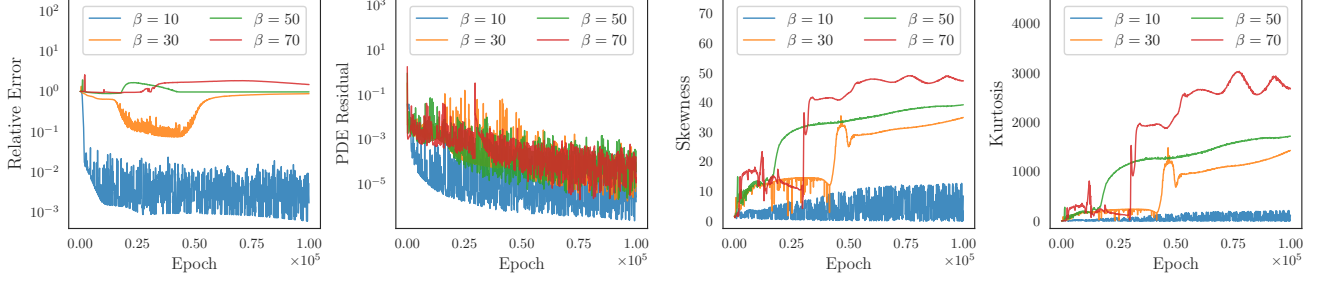 10²
10¹
10⁰
10⁻¹
10⁻²
10⁻³
Relative Error
β = 10
β = 50
β = 30
β = 70
0.00
0.25
0.50
0.75
1.00
Epoch
×10⁵
10³
10¹
10⁻¹
10⁻³
10⁻⁵
PDE Residual
β = 10
β = 50
β = 30
β = 70
0.00
0.25
0.50
0.75
1.00
Epoch
×10⁵
70
60
50
40
30
20
10
0
Skewness
β = 10
β = 50
β = 30
β = 70
0.00
0.25
0.50
0.75
1.00
Epoch
×10⁵
4000
3000
2000
1000
0
Kurtosis
β = 10
β = 50
β = 30
β = 70
0.00
0.25
0.50
0.75
1.00
Epoch
×10⁵